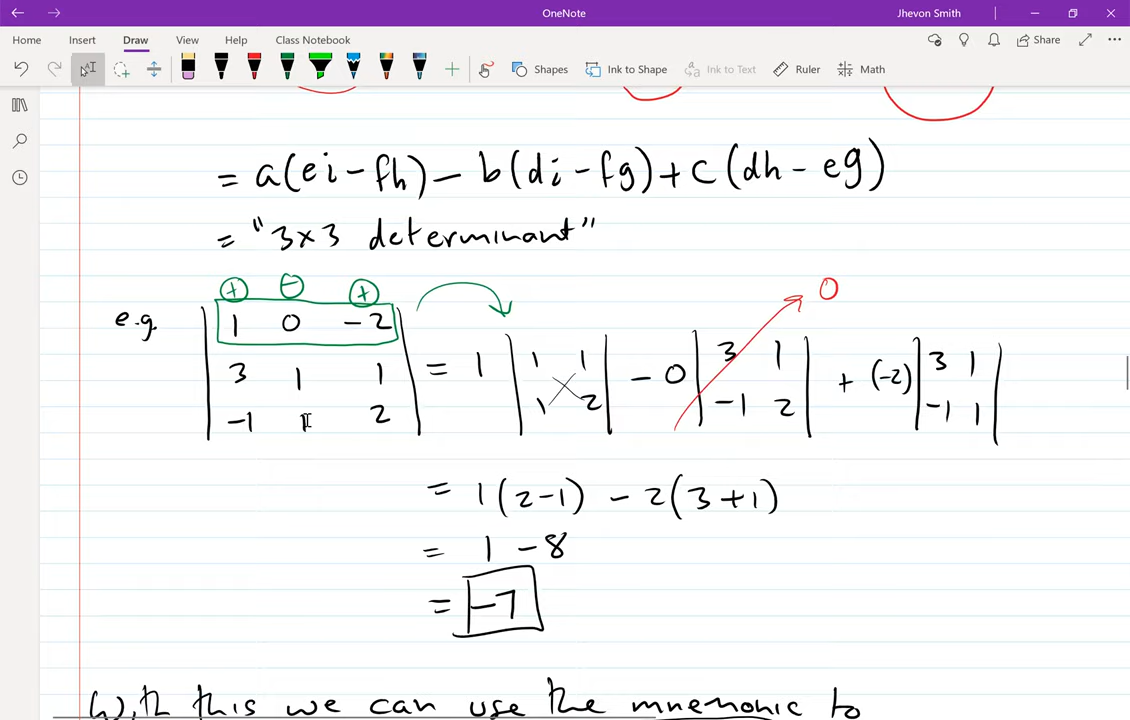 OneNote
Jhevon Smith
Home Insert Draw View Help Class Notebook Share
Shapes Ink to Shape Ink to Text Ruler Math
= a(ei - fh) - b(di - fg) + c(dh - eg)
= "3×3 determinant"
+ - +
e.g. | 1 0 -2 |
| 3 1 1 |
| -1 1 2 |
= 1 | 1 1 | - 0 | 3 1 | + (-2) | 3 1 |
| 1 2 | | -1 2 | | -1 1 |
0
= 1(2-1) - 2(3+1)
= 1 - 8
= -7
With this we can use the mnemonic to